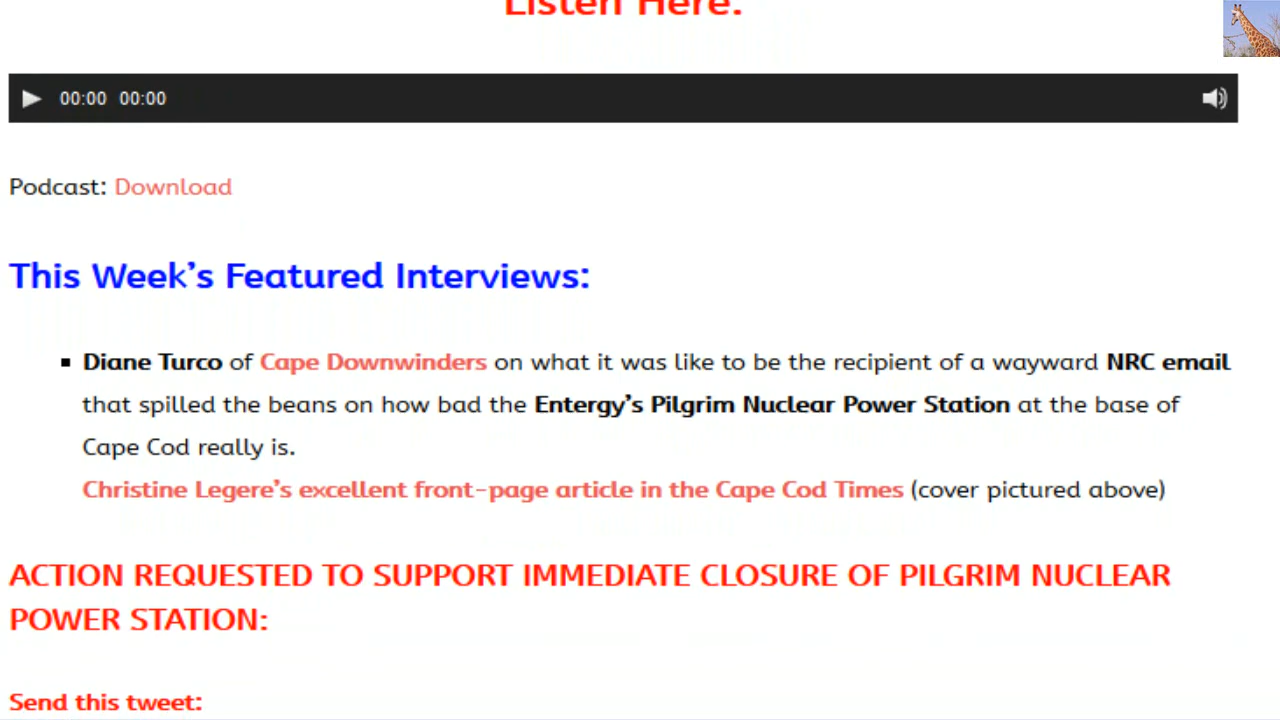 Listen Here:
00:00 00:00
Podcast: Download
This Week’s Featured Interviews:
Diane Turco of Cape Downwinders on what it was like to be the recipient of a wayward NRC email
that spilled the beans on how bad the Entergy’s Pilgrim Nuclear Power Station at the base of
Cape Cod really is.
Christine Legere’s excellent front-page article in the Cape Cod Times (cover pictured above)
ACTION REQUESTED TO SUPPORT IMMEDIATE CLOSURE OF PILGRIM NUCLEAR
POWER STATION:
Send this tweet: